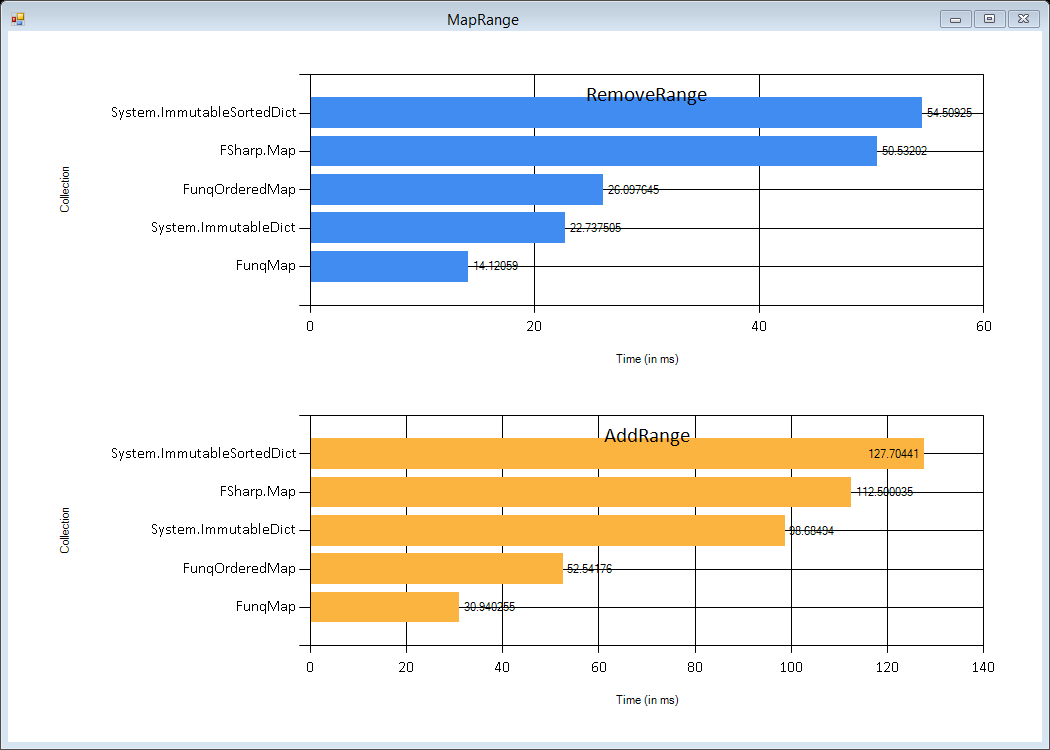 MapRange
RemoveRange
Collection
System.ImmutableSortedDict
54.50925
FSharp.Map
50.53202
FunqOrderedMap
26.097645
System.ImmutableDict
22.737505
FunqMap
14.12059
0 20 40 60
Time (in ms)
AddRange
Collection
System.ImmutableSortedDict
127.70441
FSharp.Map
112.500035
System.ImmutableDict
98.68494
FunqOrderedMap
52.54176
FunqMap
30.940255
0 20 40 60 80 100 120 140
Time (in ms)